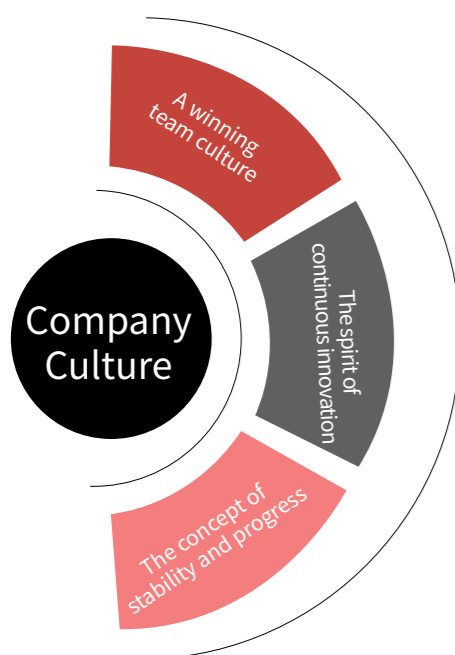 A winning
team culture
The spirit of
continuous innovation
Company
Culture
The concept of
stability and progress